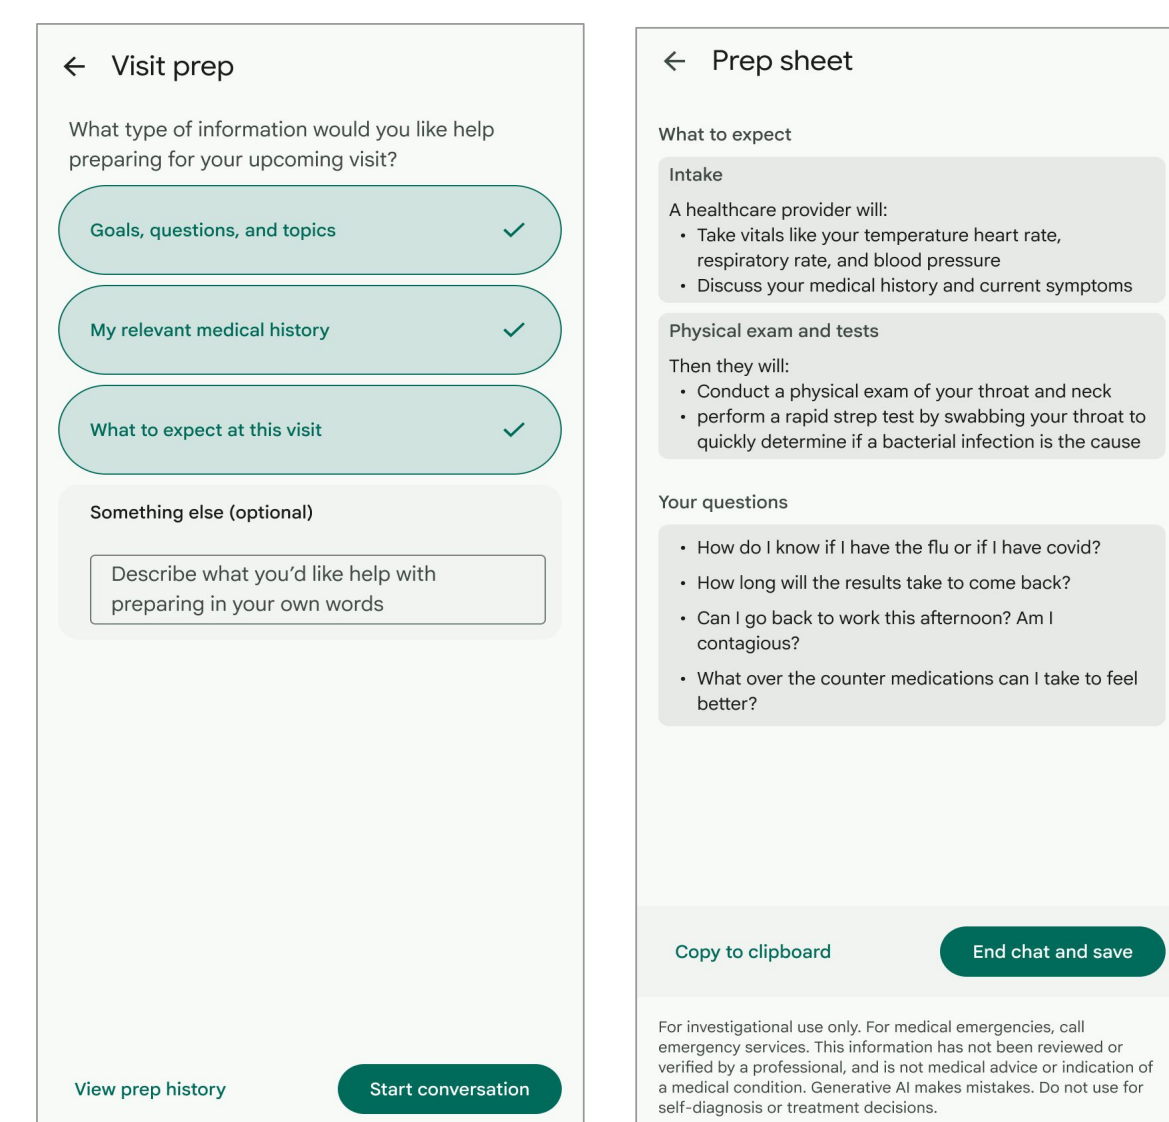 Visit prep
What type of information would you like help
preparing for your upcoming visit?
Goals, questions, and topics
My relevant medical history
What to expect at this visit
Something else (optional)
Describe what you'd like help with
preparing in your own words
View prep history
Start conversation
Prep sheet
What to expect
Intake
A healthcare provider will:
• Take vitals like your temperature heart rate,
respiratory rate, and blood pressure
• Discuss your medical history and current symptoms
Physical exam and tests
Then they will:
• Conduct a physical exam of your throat and neck
• perform a rapid strep test by swabbing your throat to
quickly determine if a bacterial infection is the cause
Your questions
• How do I know if I have the flu or if I have covid?
• How long will the results take to come back?
• Can I go back to work this afternoon? Am I
contagious?
• What over the counter medications can I take to feel
better?
Copy to clipboard
End chat and save
For investigational use only. For medical emergencies, call
emergency services. This information has not been reviewed or
verified by a professional, and is not medical advice or indication of
a medical condition. Generative AI makes mistakes. Do not use for
self-diagnosis or treatment decisions.